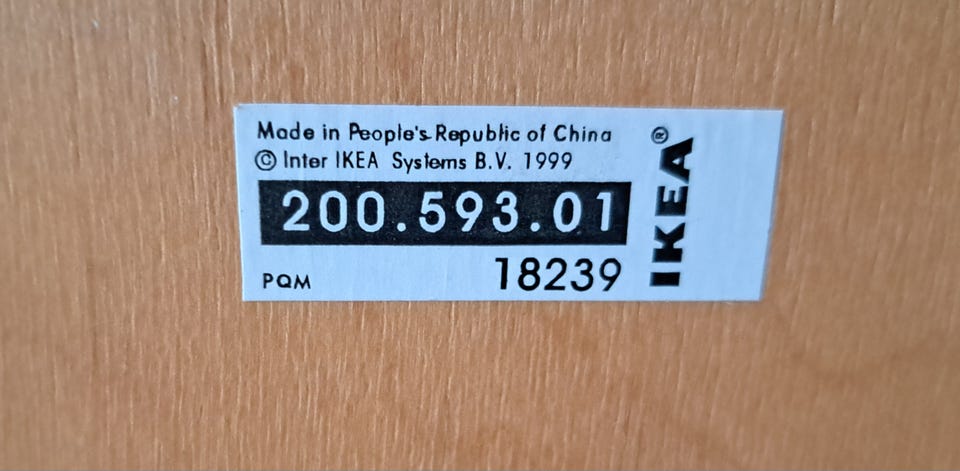 Made in People's Republic of China
© Inter IKEA Systems B.V. 1999
200.593.01
PQM 18239
IKEA®